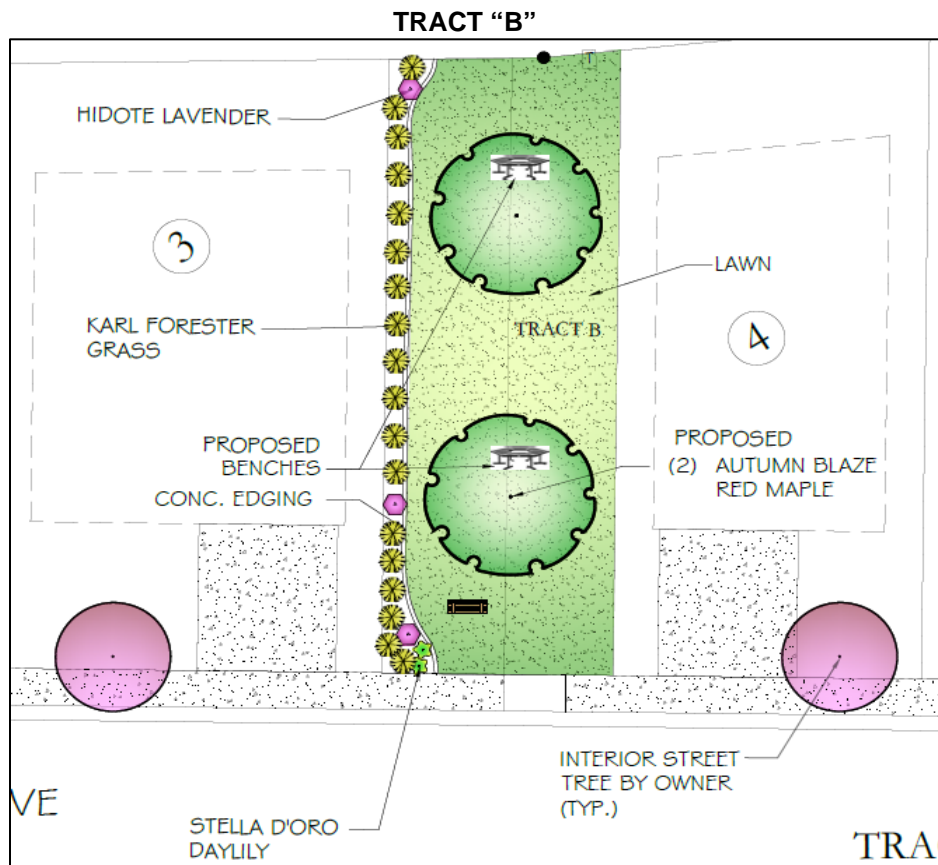 TRACT “B”
T
HIDOTE LAVENDER
3
LAWN
KARL FORESTER
GRASS
TRACT B
4
PROPOSED
BENCHES
PROPOSED
(2) AUTUMN BLAZE
RED MAPLE
CONC. EDGING
INTERIOR STREET
TREE BY OWNER
(TYP.)
VE
STELLA D'ORO
DAYLILY
TRA